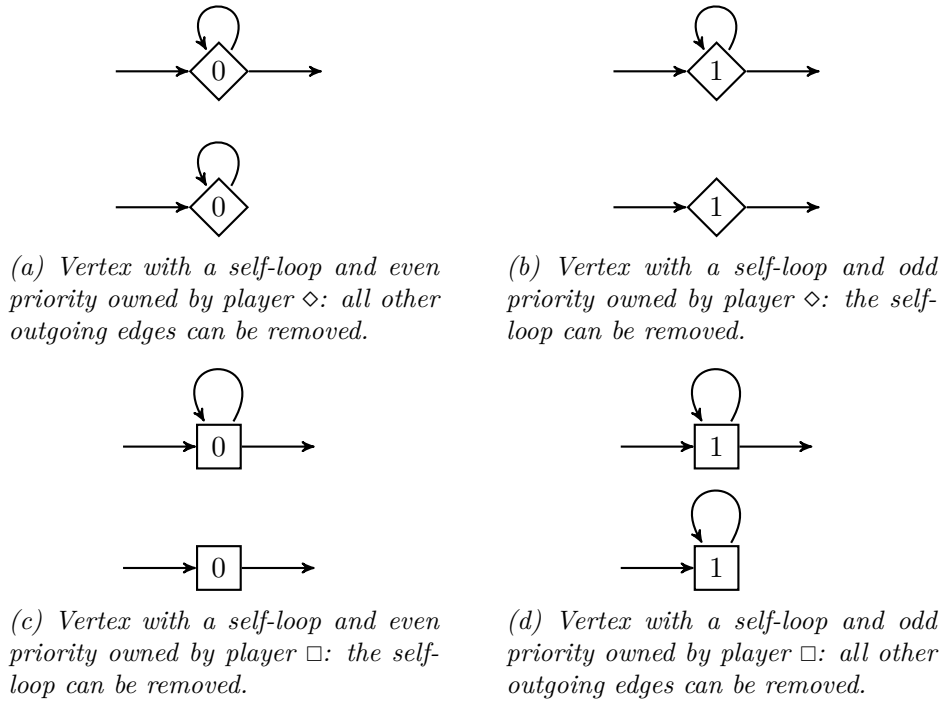 0
1
0
1
(a) Vertex with a self-loop and even
priority owned by player ◇: all other
outgoing edges can be removed.
(b) Vertex with a self-loop and odd
priority owned by player ◇: the self-
loop can be removed.
0
1
0
1
(c) Vertex with a self-loop and even
priority owned by player □: the self-
loop can be removed.
(d) Vertex with a self-loop and odd
priority owned by player □: all other
outgoing edges can be removed.